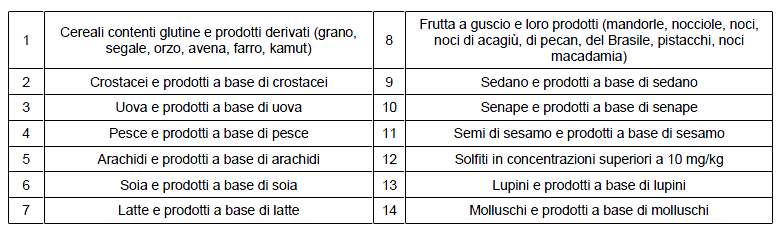 1
Cereali contenti glutine e prodotti derivati (grano,
segale, orzo, avena, farro, kamut)
8
Frutta a guscio e loro prodotti (mandorle, nocciole, noci,
noci di acagiù, di pecan, del Brasile, pistacchi, noci
macadamia)
2 Crostacei e prodotti a base di crostacei 9 Sedano e prodotti a base di sedano
3 Uova e prodotti a base di uova 10 Senape e prodotti a base di senape
4 Pesce e prodotti a base di pesce 11 Semi di sesamo e prodotti a base di sesamo
5 Arachidi e prodotti a base di arachidi 12 Solfiti in concentrazioni superiori a 10 mg/kg
6 Soia e prodotti a base di soia 13 Lupini e prodotti a base di lupini
7 Latte e prodotti a base di latte 14 Molluschi e prodotti a base di molluschi